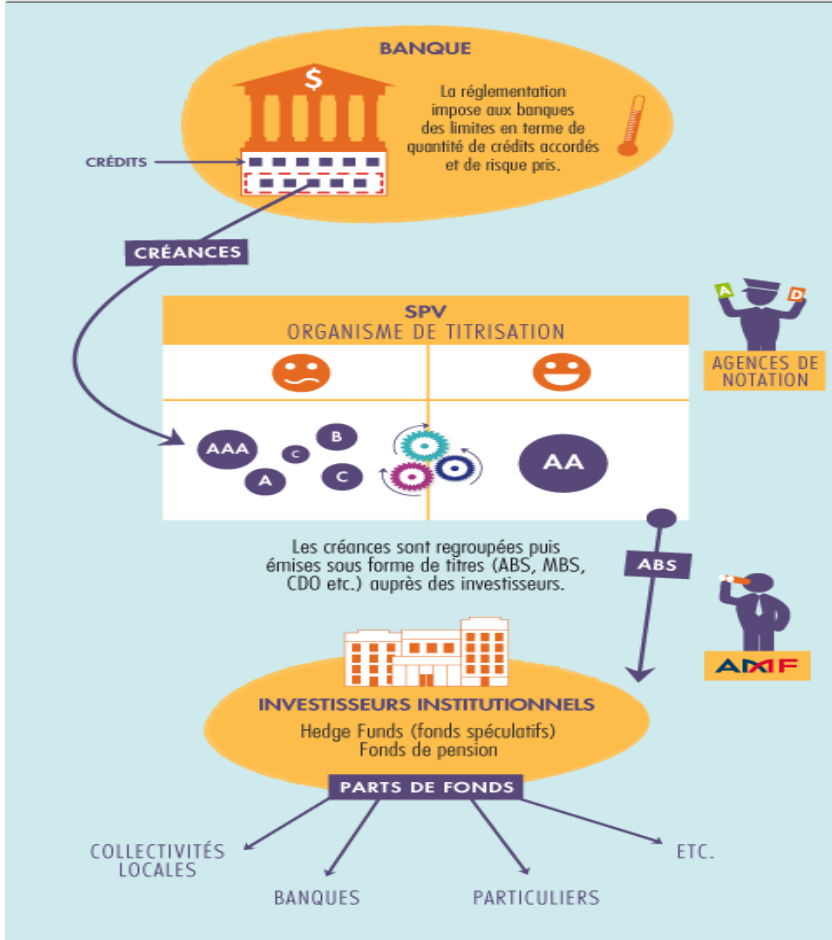 BANQUE
$
La réglementation
impose aux banques
des limites en terme de
quantité de crédits accordés
et de risque pris.
CRÉDITS
CRÉANCES
SPV
ORGANISME DE TITRISATION
A
D
AGENCES DE
NOTATION
AAA
C
B
A
C
AA
Les créances sont regroupées puis
émises sous forme de titres (ABS, MBS,
CDO etc.) auprès des investisseurs.
ABS
AMF
INVESTISSEURS INSTITUTIONNELS
Hedge Funds (fonds spéculatifs)
Fonds de pension
PARTS DE FONDS
COLLECTIVITÉS
LOCALES
BANQUES
PARTICULIERS
ETC.